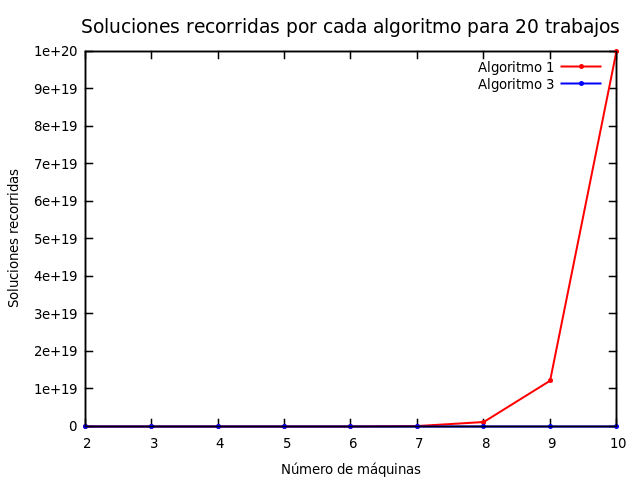 Soluciones recorridas por cada algoritmo para 20 trabajos
1e+20
9e+19
8e+19
7e+19
6e+19
5e+19
4e+19
3e+19
2e+19
1e+19
0
Soluciones recorridas
Algoritmo 1
Algoritmo 3
2 3 4 5 6 7 8 9 10
Número de máquinas